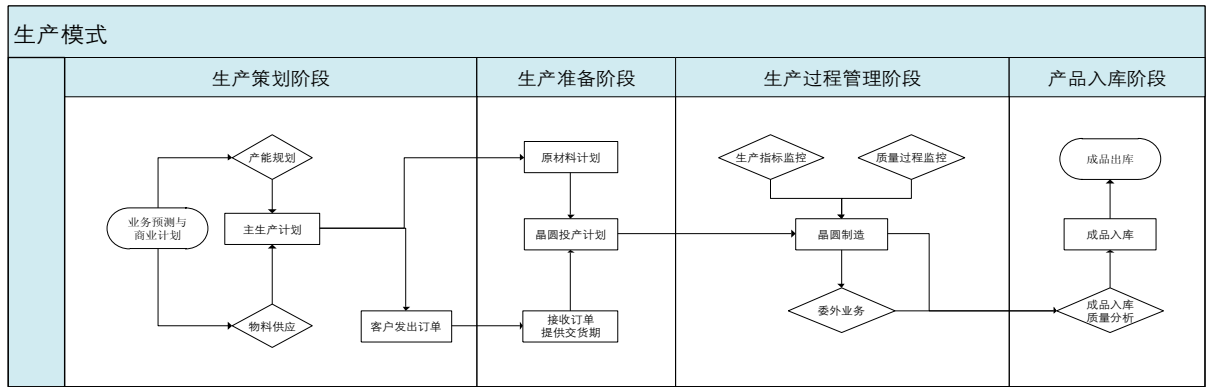 生产模式
生产策划阶段
生产准备阶段
生产过程管理阶段
产品入库阶段
产能规划
业务预测与
商业计划
主生产计划
物料供应
客户发出订单
原材料计划
晶圆投产计划
接收订单
提供交货期
生产指标监控
质量过程监控
晶圆制造
委外业务
成品出库
成品入库
成品入库
质量分析